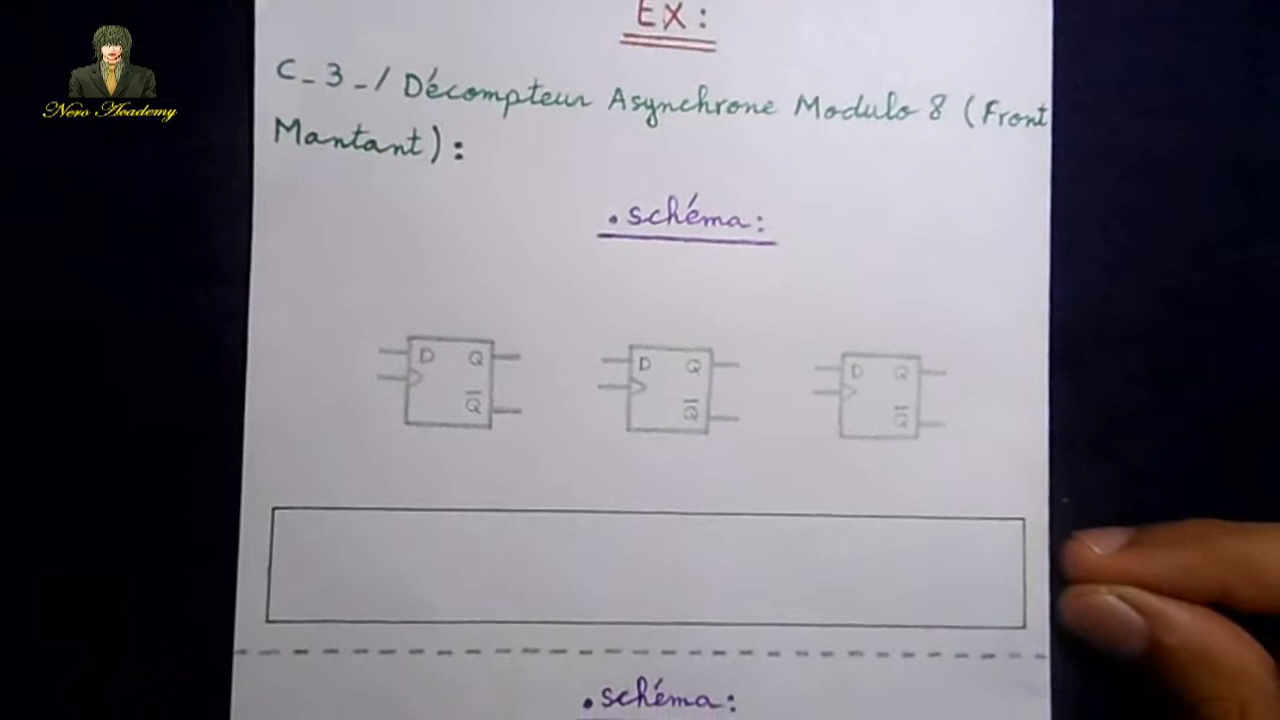 EX:
Nero Academy
C_3_/ Décompteur Asynchrone Modulo 8 (Front
Mantant):
.schéma:
D Q D Q D Q
Q̅ Q̅ Q̅
.schéma: